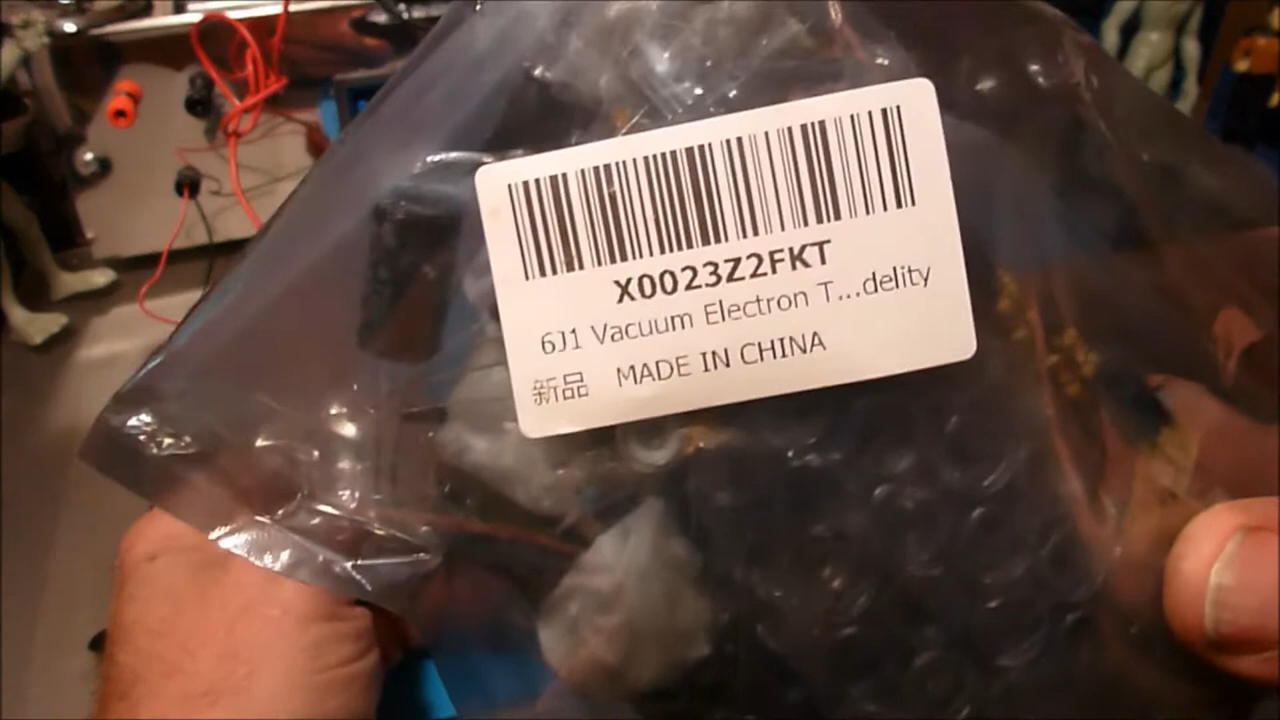 X0023Z2FKT
6J1 Vacuum Electron T...delity
新品 MADE IN CHINA